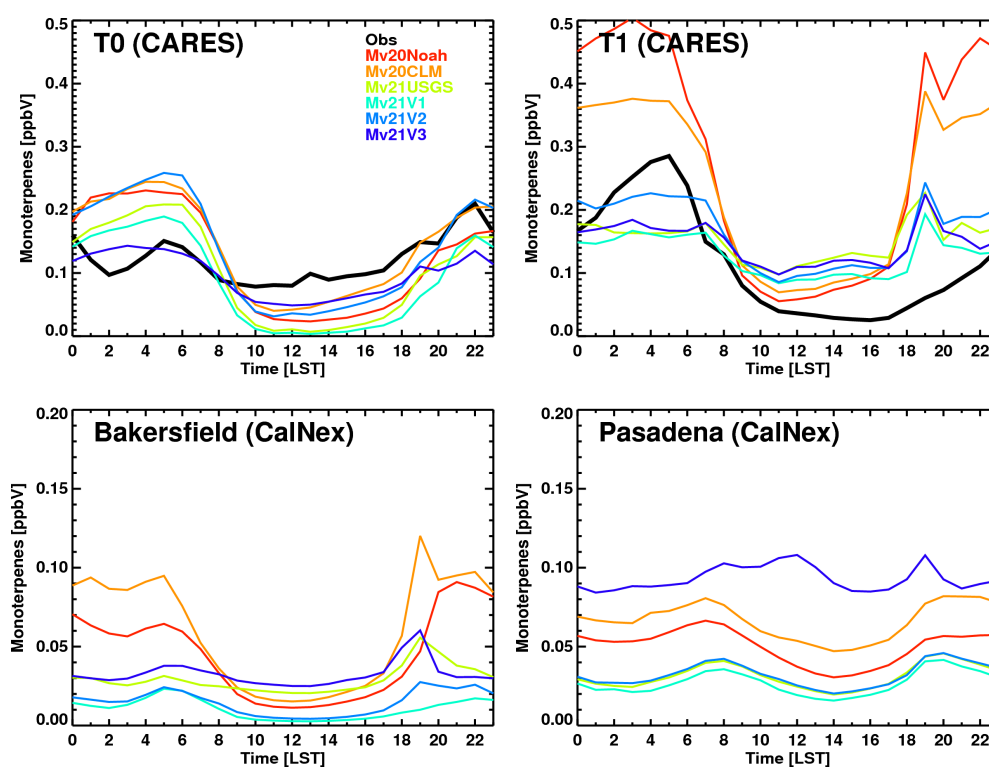 T0 (CARES)
Obs
Mv20Noah
Mv20CLM
Mv21USGS
Mv21V1
Mv21V2
Mv21V3
Monoterpenes [ppbV]
0.5
0.4
0.3
0.2
0.1
0.0
0 2 4 6 8 10 12 14 16 18 20 22
Time [LST]
T1 (CARES)
Monoterpenes [ppbV]
0.5
0.4
0.3
0.2
0.1
0.0
0 2 4 6 8 10 12 14 16 18 20 22
Time [LST]
Bakersfield (CalNex)
Monoterpenes [ppbV]
0.20
0.15
0.10
0.05
0.00
0 2 4 6 8 10 12 14 16 18 20 22
Time [LST]
Pasadena (CalNex)
Monoterpenes [ppbV]
0.20
0.15
0.10
0.05
0.00
0 2 4 6 8 10 12 14 16 18 20 22
Time [LST]